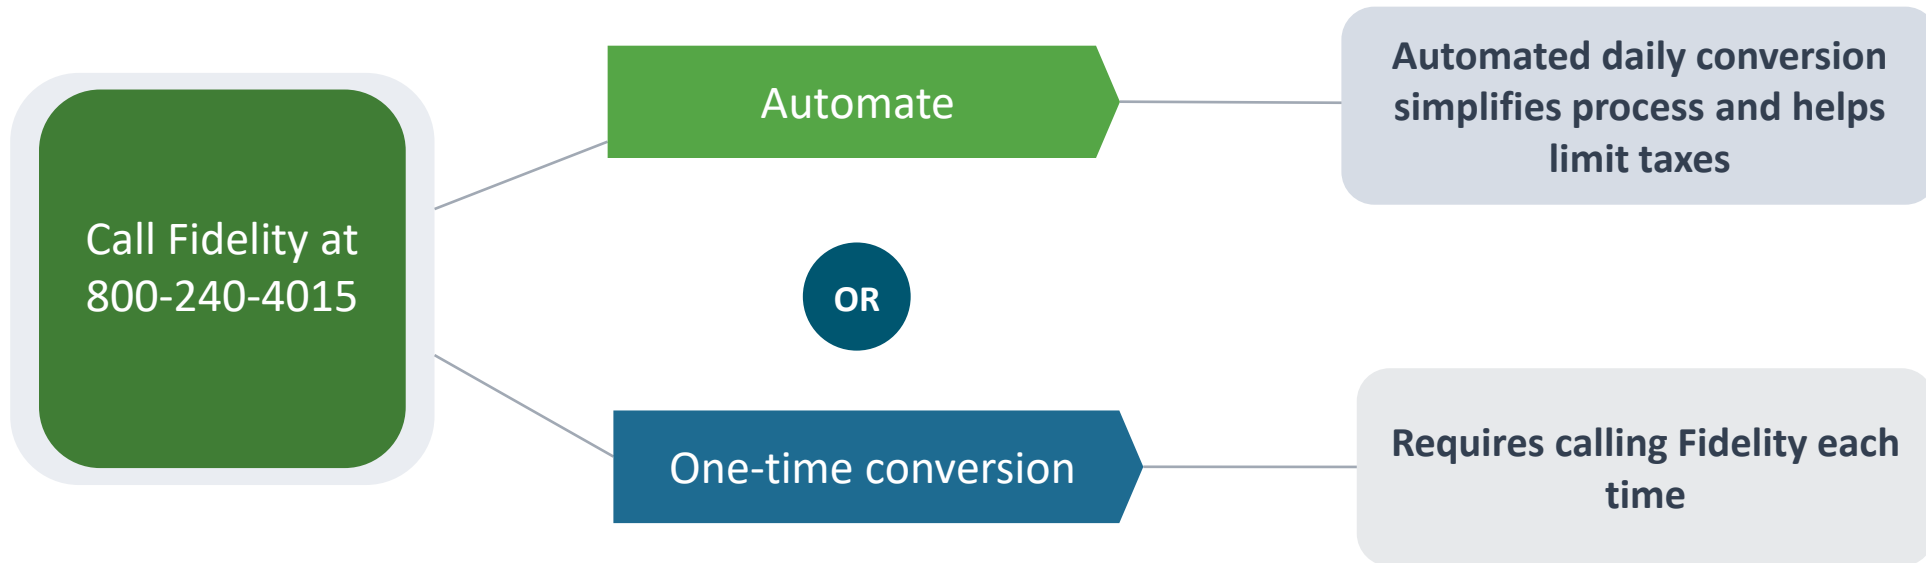 Call Fidelity at
800-240-4015
Automate
Automated daily conversion
simplifies process and helps
limit taxes
OR
One-time conversion
Requires calling Fidelity each
time